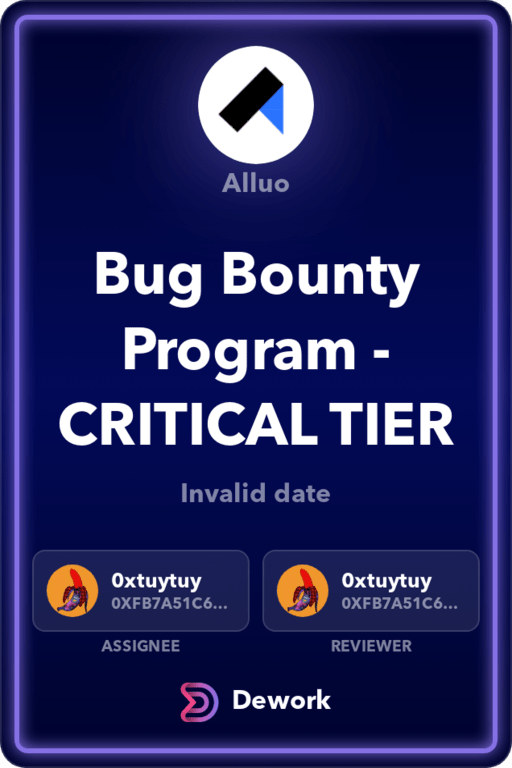 Alluo
Bug Bounty
Program -
CRITICAL TIER
Invalid date
0xtuytuy
0XFB7A51C6...
0xtuytuy
0XFB7A51C6...
ASSIGNEE
REVIEWER
Dework